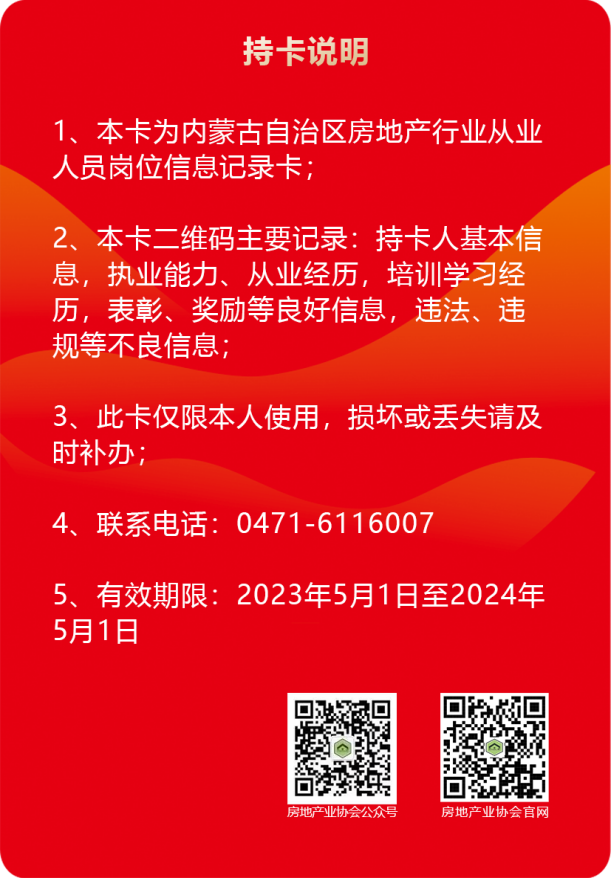 持卡说明
1、本卡为内蒙古自治区房地产行业从业
人员岗位信息记录卡；
2、本卡二维码主要记录：持卡人基本信
息，执业能力、从业经历，培训学习经
历，表彰、奖励等良好信息，违法、违
规等不良信息；
3、此卡仅限本人使用，损坏或丢失请及
时补办；
4、联系电话：0471-6116007
5、有效期限：2023年5月1日至2024年
5月1日
房地产业协会公众号
房地产业协会官网